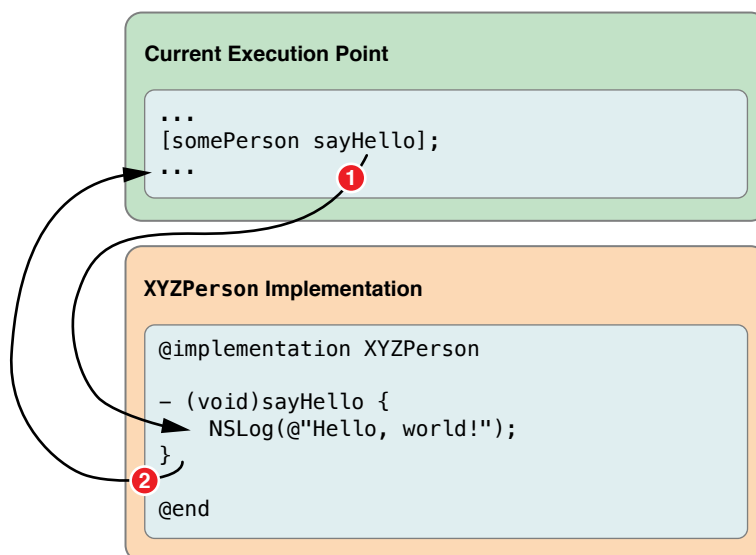 Current Execution Point
...
[somePerson sayHello];
...
1
XYZPerson Implementation
@implementation XYZPerson
– (void)sayHello {
NSLog(@"Hello, world!");
}
2
@end